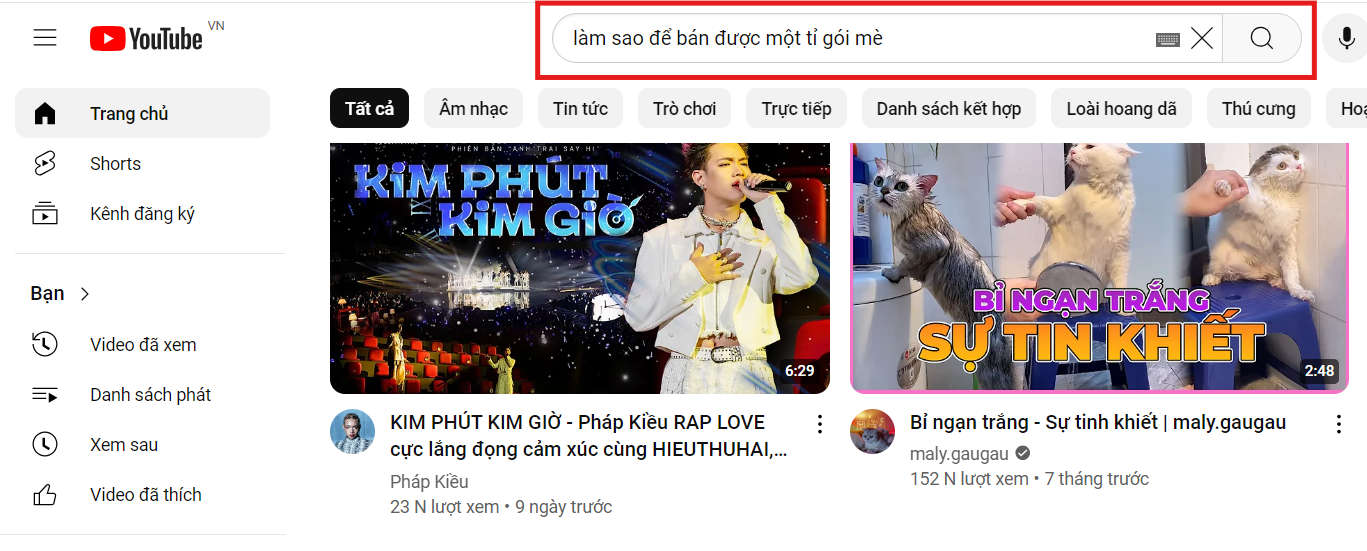 YouTube VN
làm sao để bán được một tỉ gói mè
Trang chủ
Shorts
Kênh đăng ký
Bạn
Video đã xem
Danh sách phát
Xem sau
Video đã thích
Tất cả
Âm nhạc
Tin tức
Trò chơi
Trực tiếp
Danh sách kết hợp
Loài hoang dã
Thú cưng
Hoạ
PHIÊN BẢN "ANH TRAI SAY HI"
KIM PHÚT
KIM GIỜ
6:29
KIM PHÚT KIM GIỜ - Pháp Kiều RAP LOVE
cực lắng đọng cảm xúc cùng HIEUTHUHAI,...
Pháp Kiều
23 N lượt xem • 9 ngày trước
BỈ NGẠN TRẮNG
SỰ TIN KHIẾT
2:48
Bỉ ngạn trắng - Sự tinh khiết | maly.gaugau
maly.gaugau
152 N lượt xem • 7 tháng trước